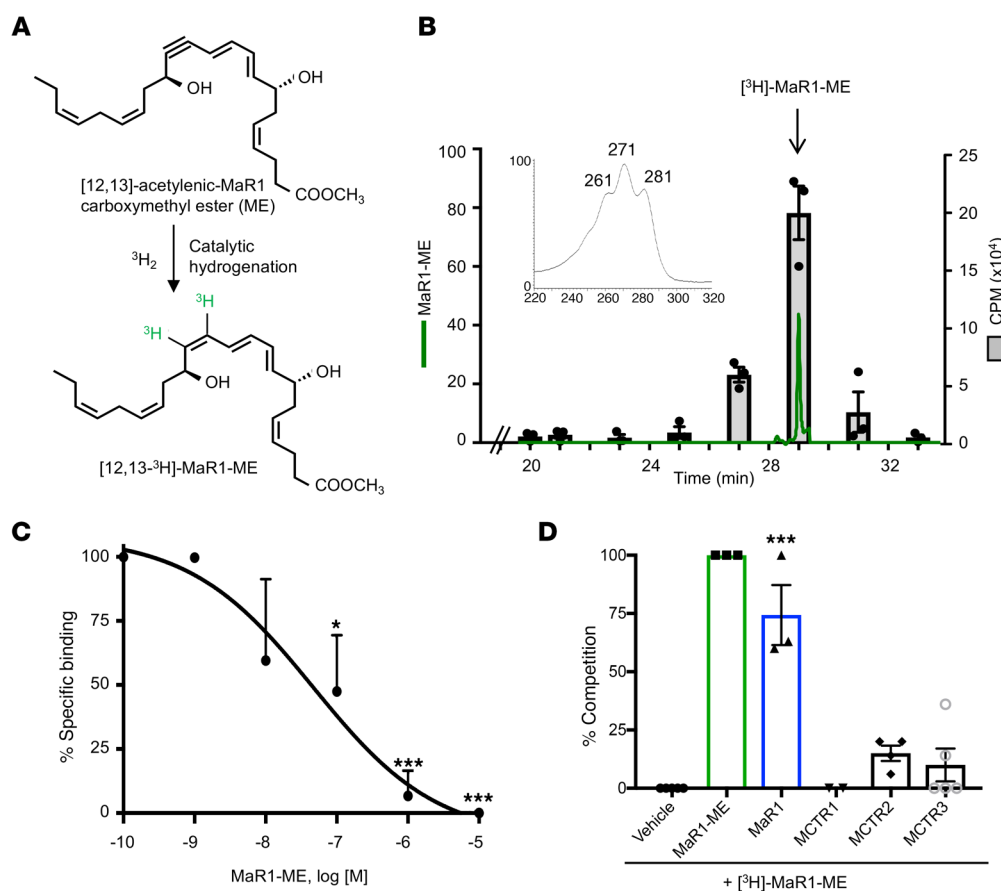 A
OH
OH
COOCH₃
[12,13]-acetylenic-MaR1
carboxymethyl ester (ME)
³H₂
Catalytic
hydrogenation
³H
³H
OH
OH
COOCH₃
[12,13-³H]-MaR1-ME
B
[³H]-MaR1-ME
MaR1-ME
100
80
60
40
20
0
100
0
261
271
281
220
240
260
280
300
320
25
20
15
10
5
0
CPM (x10⁴)
20
24
28
32
Time (min)
C
% Specific binding
100
75
50
25
0
*
***
***
-10
-9
-8
-7
-6
-5
MaR1-ME, log [M]
D
% Competition
100
75
50
25
0
***
Vehicle
MaR1-ME
MaR1
MCTR1
MCTR2
MCTR3
+ [³H]-MaR1-ME